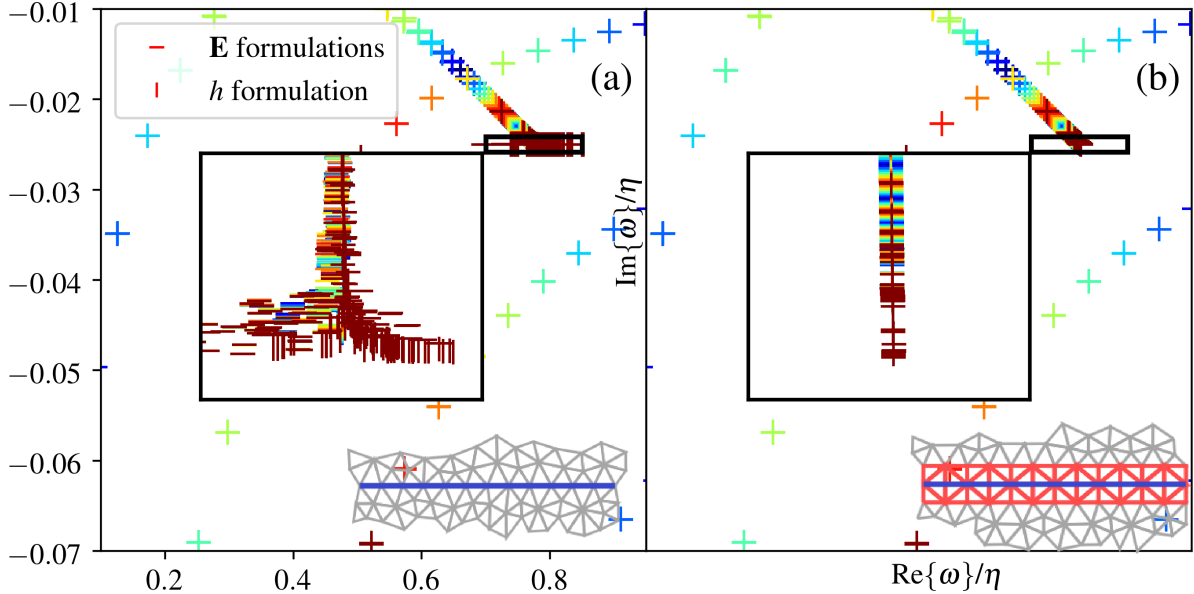 −0.01
−0.02
−0.03
−0.04
−0.05
−0.06
−0.07
E formulations
h formulation
(a)
(b)
Im{ω}/η
0.2
0.4
0.6
0.8
Re{ω}/η